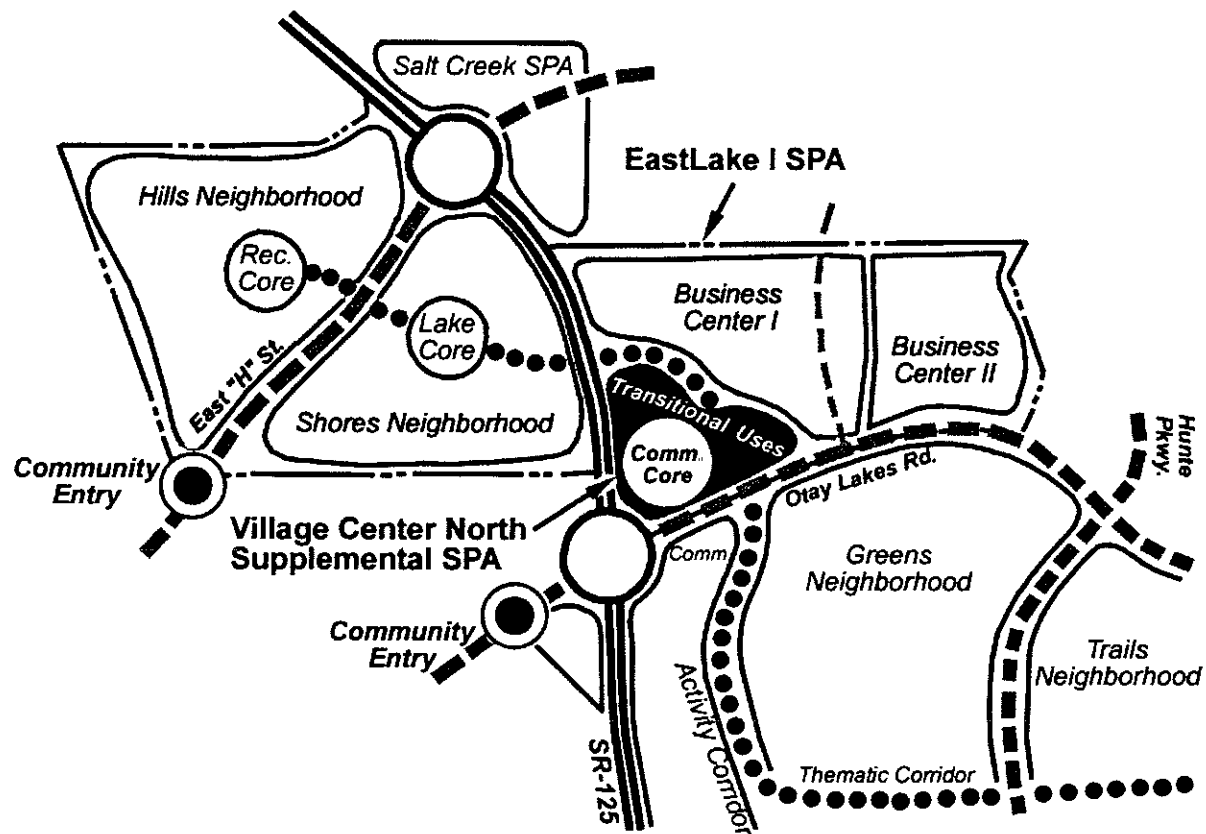 Salt Creek SPA
EastLake I SPA
Hills Neighborhood
Rec.
Core
Lake
Core
Business
Center I
Business
Center II
East "H" St.
Shores Neighborhood
Transitional Uses
Comm.
Core
Hunte
Pkwy.
Community
Entry
Otay Lakes Rd.
Village Center North
Supplemental SPA
Comm.
Greens
Neighborhood
Community
Entry
Trails
Neighborhood
Activity Corridor
SR-125
Thematic Corridor